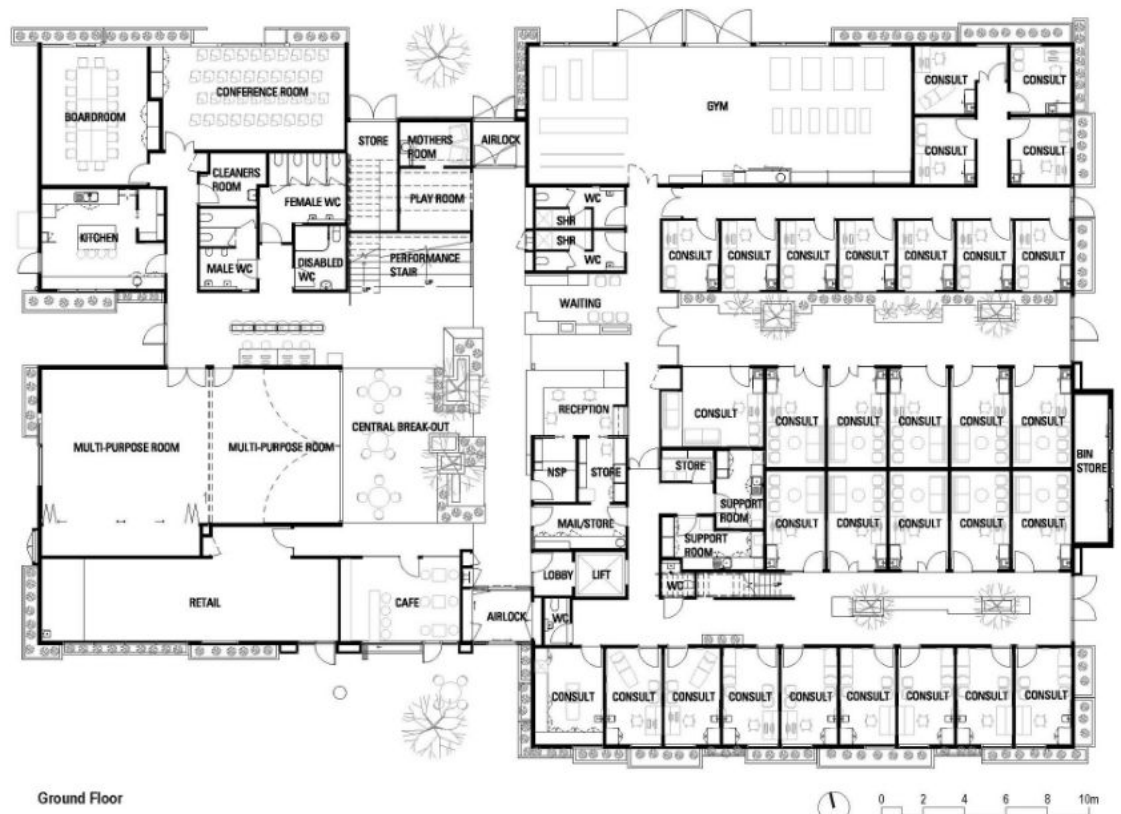 CONFERENCE ROOM
BOARDROOM
STORE
MOTHERS
ROOM
AIRLOCK
GYM
CONSULT
CONSULT
CONSULT
CONSULT
CLEANERS
ROOM
FEMALE WC
PLAY ROOM
WC
SHR
SHR
WC
KITCHEN
MALE WC
DISABLED
WC
PERFORMANCE
STAIR
UP
UP
WAITING
CONSULT
CONSULT
CONSULT
CONSULT
CONSULT
CONSULT
CONSULT
MULTI-PURPOSE ROOM
MULTI-PURPOSE ROOM
CENTRAL BREAK-OUT
RECEPTION
NSP
STORE
MAIL/STORE
CONSULT
CONSULT
CONSULT
CONSULT
CONSULT
CONSULT
STORE
SUPPORT
ROOM
SUPPORT
ROOM
CONSULT
CONSULT
CONSULT
CONSULT
CONSULT
BIN
STORE
RETAIL
CAFE
LOBBY
LIFT
WC
AIRLOCK
WC
CONSULT
CONSULT
CONSULT
CONSULT
CONSULT
CONSULT
CONSULT
CONSULT
CONSULT
Ground Floor
0 2 4 6 8 10m